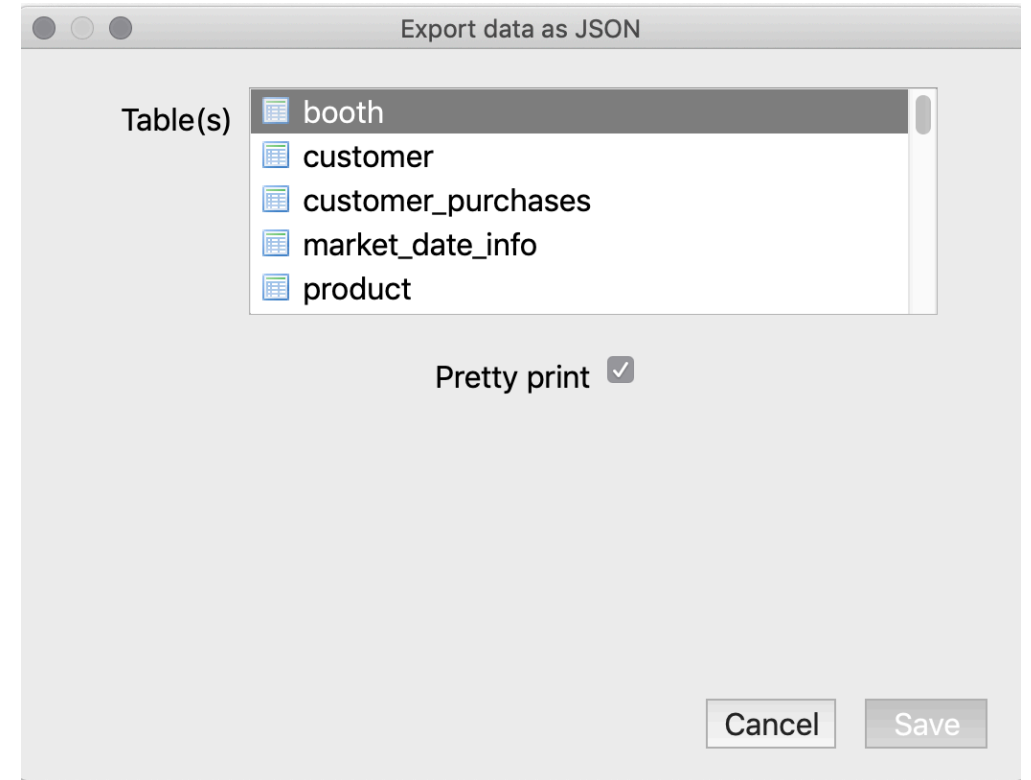 Export data as JSON
Table(s)
booth
customer
customer_purchases
market_date_info
product
Pretty print
Cancel
Save